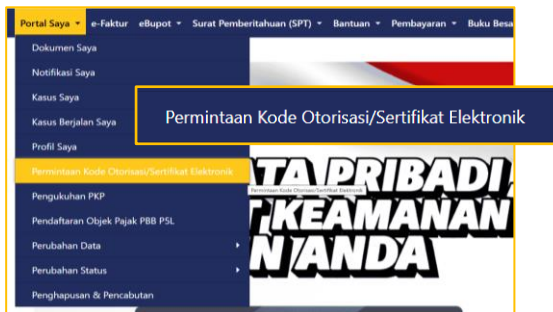 Portal Saya e-Faktur eBupot Surat Pemberitahuan (SPT) Bantuan Pembayaran Buku Besa
Dokumen Saya
Notifikasi Saya
Kasus Saya
Kasus Berjalan Saya
Permintaan Kode Otorisasi/Sertifikat Elektronik
Profil Saya
Permintaan Kode Otorisasi/Sertifikat Elektronik
Permintaan Kode Otorisasi/Sertifikat Elektronik
Pengukuhan PKP
Pendaftaran Objek Pajak PBB P5L
Perubahan Data
Perubahan Status
Penghapusan & Pencabutan
TA PRIBADI,
KEAMANAN
N ANDA